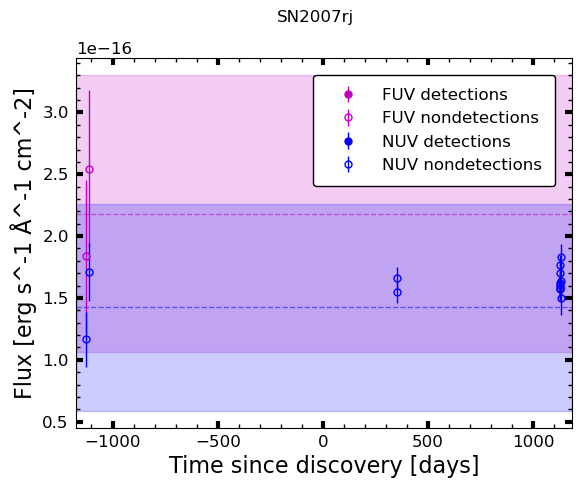 SN2007rj
1e−16
FUV detections
FUV nondetections
NUV detections
NUV nondetections
3.0
2.5
2.0
1.5
1.0
0.5
Flux [erg s^-1 Å^-1 cm^-2]
−1000 −500 0 500 1000
Time since discovery [days]